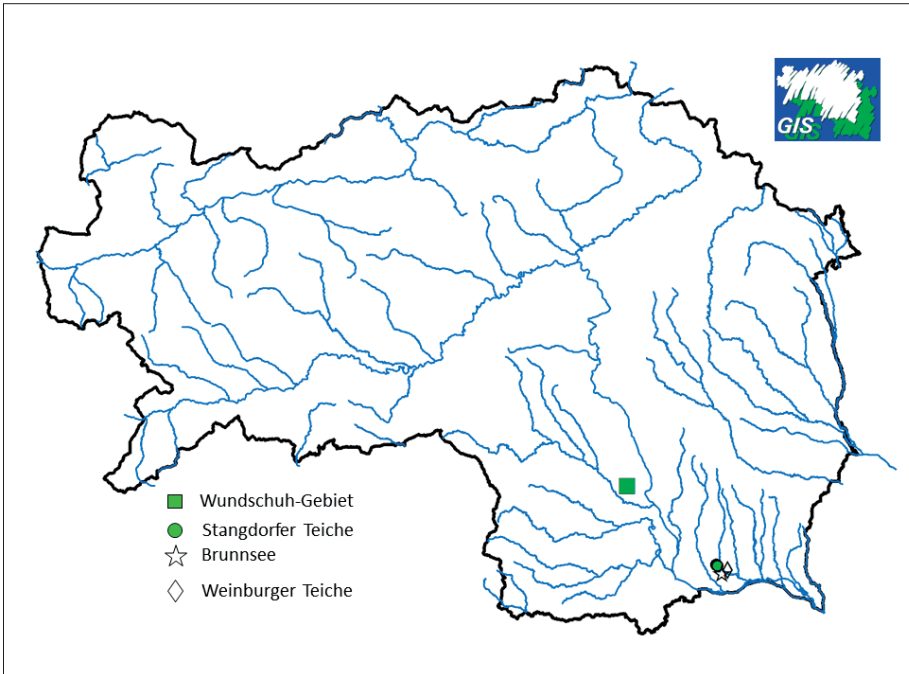 GIS
Wundschuh-Gebiet
Stangdorfer Teiche
Brunnsee
Weinburger Teiche